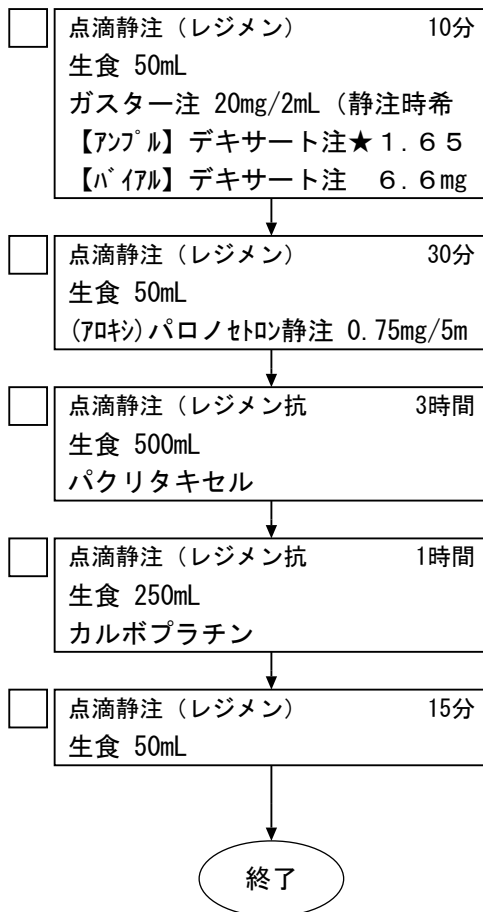 点滴静注（レジメン） 10分
生食 50mL
ガスター注 20mg/2mL（静注時希
【ｱﾝﾌﾟﾙ】デキサート注★１.６５
【ﾊﾞｲｱﾙ】デキサート注　６.６㎎
点滴静注（レジメン） 30分
生食 50mL
(ｱﾛｷｼ)パロノｾﾄﾛﾝ静注 0.75mg/5m
点滴静注（レジメン抗 3時間
生食 500mL
パクリタキセル
点滴静注（レジメン抗 1時間
生食 250mL
カルボプラチン
点滴静注（レジメン） 15分
生食 50mL
終了